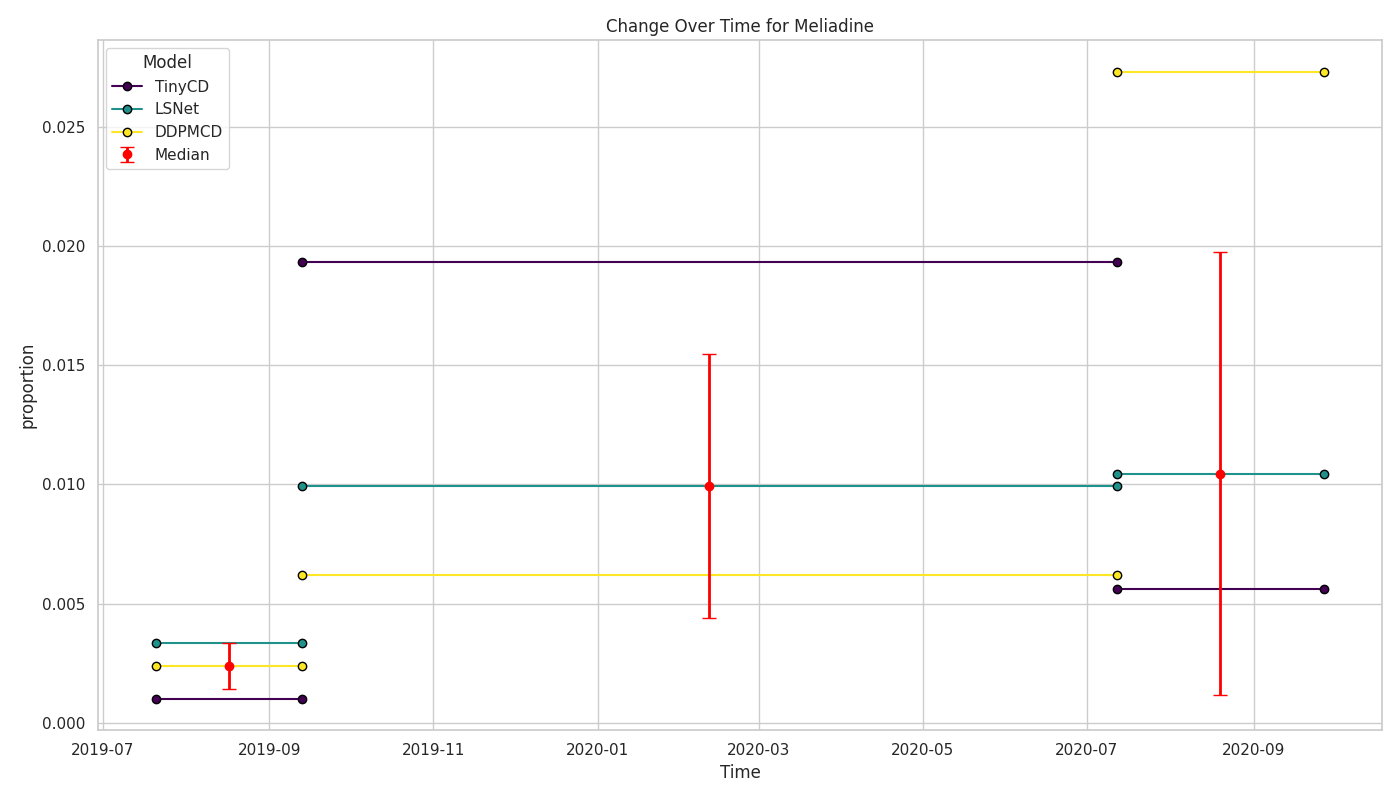 Change Over Time for Meliadine
Model
TinyCD
LSNet
DDPMCD
Median
0.025
0.020
0.015
0.010
0.005
0.000
proportion
2019-07
2019-09
2019-11
2020-01
2020-03
2020-05
2020-07
2020-09
Time